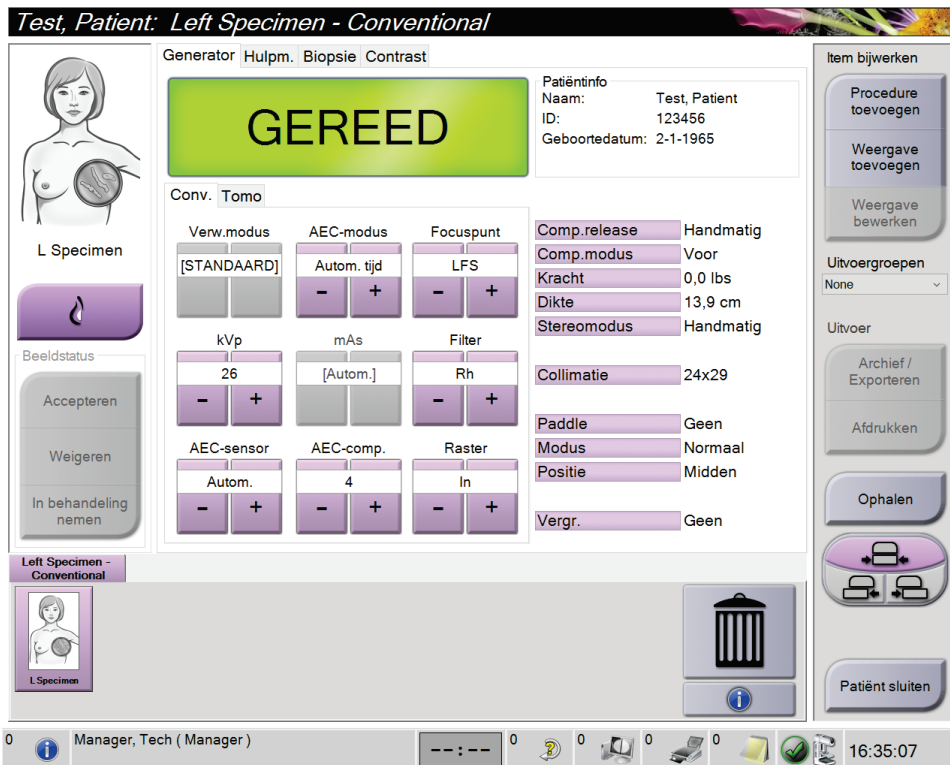 Test, Patient: Left Specimen - Conventional
L Specimen
Beeldstatus
Accepteren
Weigeren
In behandeling
nemen
Generator Hulpm. Biopsie Contrast
GEREED
Patiëntinfo
Naam: Test, Patient
ID: 123456
Geboortedatum: 2-1-1965
Conv. Tomo
Verw.modus AEC-modus Focuspunt
[STANDAARD] Autom. tijd LFS
- + - +
kVp mAs Filter
26 [Autom.] Rh
- + - +
AEC-sensor AEC-comp. Raster
Autom. 4 In
- + - + - +
Comp.release Handmatig
Comp.modus Voor
Kracht 0,0 lbs
Dikte 13,9 cm
Stereomodus Handmatig
Collimatie 24x29
Paddle Geen
Modus Normaal
Positie Midden
Vergr. Geen
Item bijwerken
Procedure
toevoegen
Weergave
toevoegen
Weergave
bewerken
Uitvoergroepen
None
Uitvoer
Archief /
Exporteren
Afdrukken
Ophalen
Patiënt sluiten
Left Specimen -
Conventional
L Specimen
0 Manager, Tech ( Manager ) --:-- 0 0 0 0 16:35:07